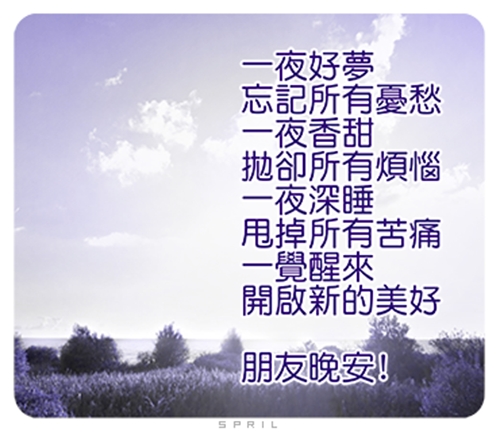 一夜好夢
忘記所有憂愁
一夜香甜
拋卻所有煩惱
一夜深睡
甩掉所有苦痛
一覺醒來
開啟新的美好
朋友晚安!
SPRIL